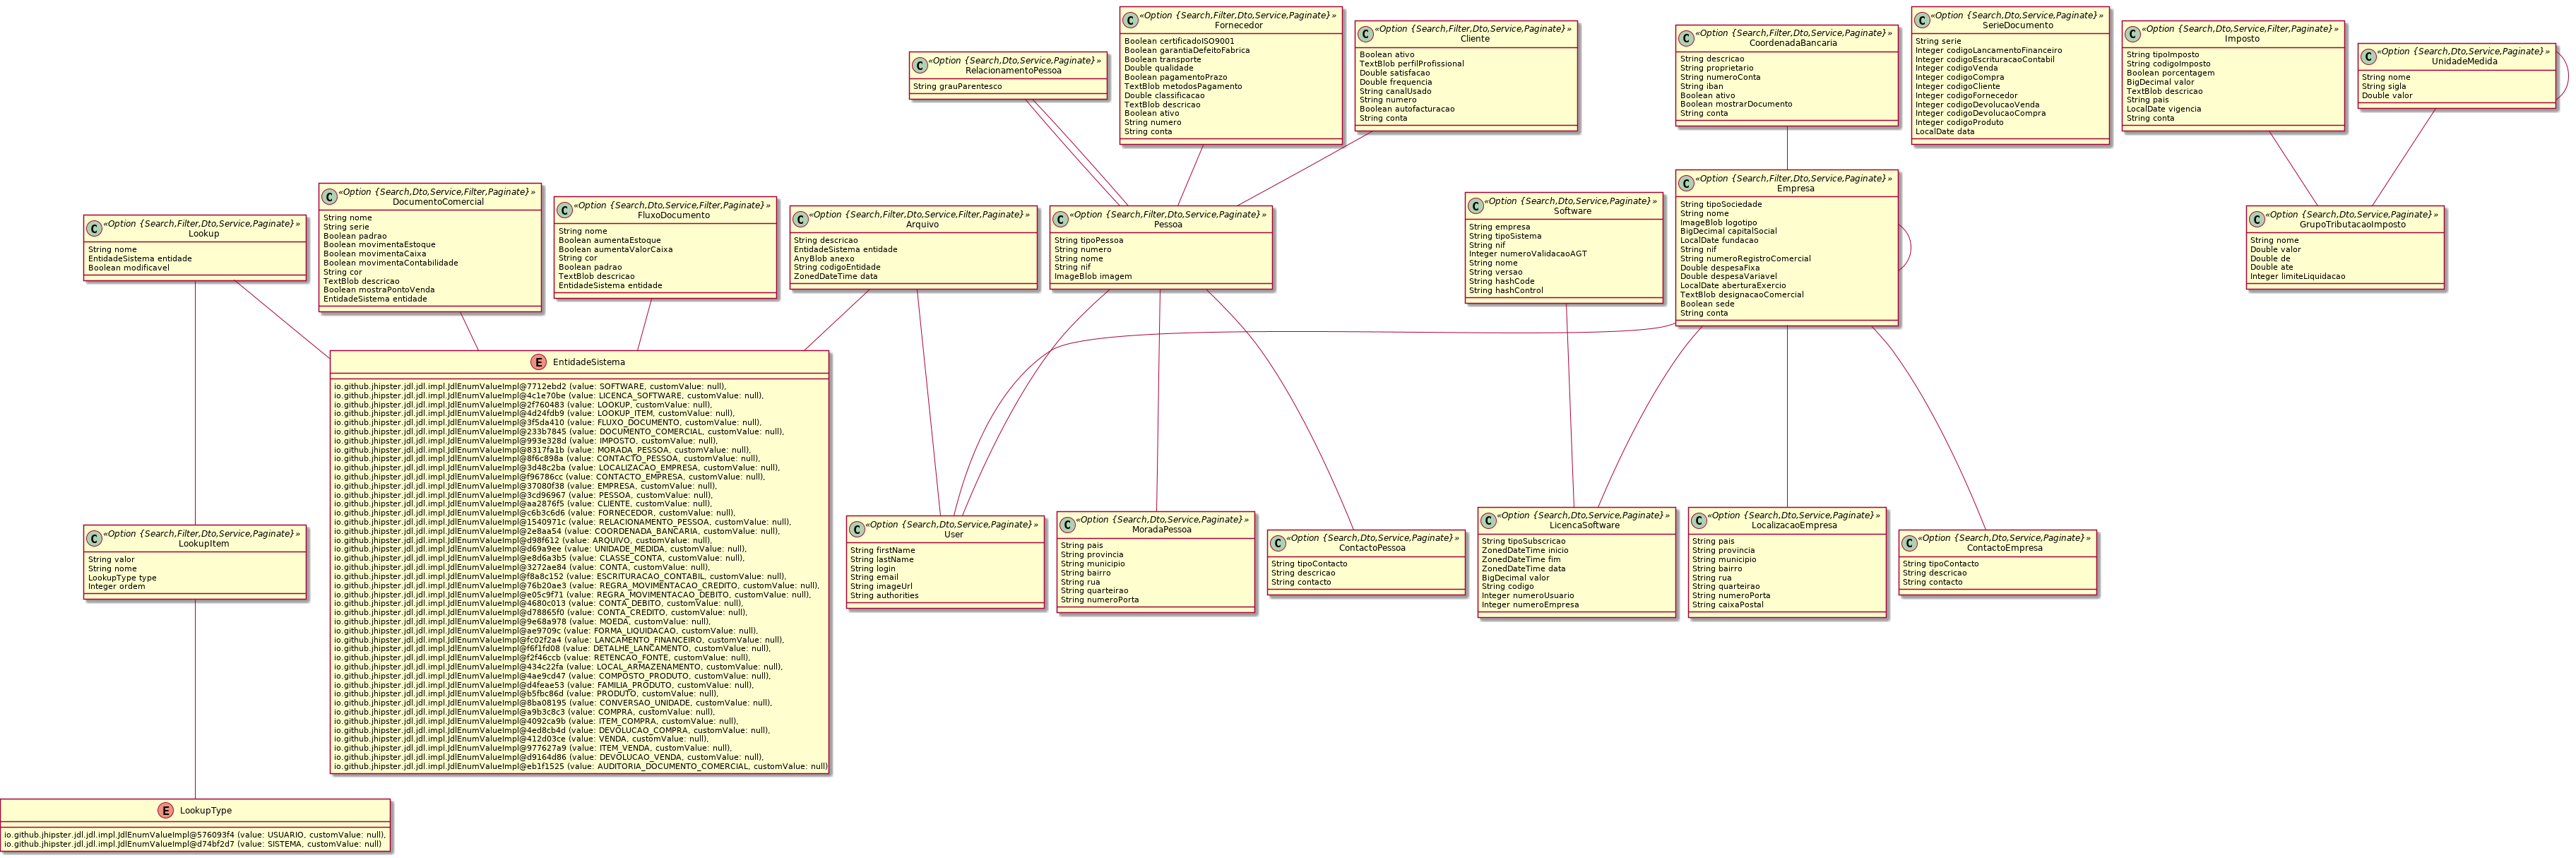 C «Option {Search,Dto,Service,Paginate}»
RelacionamentoPessoa
String grauParentesco
C «Option {Search,Filter,Dto,Service,Paginate}»
Fornecedor
Boolean certificadoISO9001
Boolean garantiaDefeitoFabrica
Boolean transporte
Double qualidade
Boolean pagamentoPrazo
TextBlob metodosPagamento
Double classificacao
TextBlob descricao
Boolean ativo
String numero
String conta
C «Option {Search,Filter,Dto,Service,Paginate}»
Cliente
Boolean ativo
TextBlob perfilProfissional
Double satisfacao
Double frequencia
String canalUsado
String numero
Boolean autofacturacao
String conta
C «Option {Search,Filter,Dto,Service,Paginate}»
CoordenadaBancaria
String descricao
String proprietario
String numeroConta
String iban
Boolean ativo
Boolean mostrarDocumento
String conta
C «Option {Search,Dto,Service,Paginate}»
SerieDocumento
String serie
Integer codigoLancamentoFinanceiro
Integer codigoEscrituracaoContabil
Integer codigoVenda
Integer codigoCompra
Integer codigoCliente
Integer codigoFornecedor
Integer codigoDevolucaoVenda
Integer codigoDevolucaoCompra
Integer codigoProduto
LocalDate data
C «Option {Search,Dto,Service,Filter,Paginate}»
Imposto
String tipoImposto
String codigoImposto
Boolean porcentagem
BigDecimal valor
TextBlob descricao
String pais
LocalDate vigencia
String conta
C «Option {Search,Dto,Service,Paginate}»
UnidadeMedida
String nome
String sigla
Double valor
C «Option {Search,Filter,Dto,Service,Paginate}»
Lookup
String nome
EntidadeSistema entidade
Boolean modificavel
C «Option {Search,Dto,Service,Filter,Paginate}»
DocumentoComercial
String nome
String serie
Boolean padrao
Boolean movimentaEstoque
Boolean movimentaCaixa
Boolean movimentaContabilidade
String cor
TextBlob descricao
Boolean mostraPontoVenda
EntidadeSistema entidade
C «Option {Search,Dto,Service,Filter,Paginate}»
FluxoDocumento
String nome
Boolean aumentaEstoque
Boolean aumentaValorCaixa
String cor
Boolean padrao
TextBlob descricao
EntidadeSistema entidade
C «Option {Search,Filter,Dto,Service,Filter,Paginate}»
Arquivo
String descricao
EntidadeSistema entidade
AnyBlob anexo
String codigoEntidade
ZonedDateTime data
C «Option {Search,Filter,Dto,Service,Paginate}»
Pessoa
String tipoPessoa
String numero
String nome
String nif
ImageBlob imagem
C «Option {Search,Dto,Service,Paginate}»
Software
String empresa
String tipoSistema
String nif
Integer numeroValidacaoAGT
String nome
String versao
String hashCode
String hashControl
C «Option {Search,Filter,Dto,Service,Paginate}»
Empresa
String tipoSociedade
String nome
ImageBlob logotipo
BigDecimal capitalSocial
LocalDate fundacao
String nif
String numeroRegistroComercial
Double despesaFixa
Double despesaVariavel
LocalDate aberturaExercio
TextBlob designacaoComercial
Boolean sede
String conta
C «Option {Search,Dto,Service,Paginate}»
GrupoTributacaoImposto
String nome
Double valor
Double de
Double ate
Integer limiteLiquidacao
E EntidadeSistema
io.github.jhipster.jdl.jdl.impl.JdlEnumValueImpl@7712ebd2 (value: SOFTWARE, customValue: null),
io.github.jhipster.jdl.jdl.impl.JdlEnumValueImpl@4c1e70be (value: LICENCA_SOFTWARE, customValue: null),
io.github.jhipster.jdl.jdl.impl.JdlEnumValueImpl@2f760483 (value: LOOKUP, customValue: null),
io.github.jhipster.jdl.jdl.impl.JdlEnumValueImpl@4d24fdb9 (value: LOOKUP_ITEM, customValue: null),
io.github.jhipster.jdl.jdl.impl.JdlEnumValueImpl@3f5da410 (value: FLUXO_DOCUMENTO, customValue: null),
io.github.jhipster.jdl.jdl.impl.JdlEnumValueImpl@233b7845 (value: DOCUMENTO_COMERCIAL, customValue: null),
io.github.jhipster.jdl.jdl.impl.JdlEnumValueImpl@993e328d (value: IMPOSTO, customValue: null),
io.github.jhipster.jdl.jdl.impl.JdlEnumValueImpl@8317fa1b (value: MORADA_PESSOA, customValue: null),
io.github.jhipster.jdl.jdl.impl.JdlEnumValueImpl@8f6c898a (value: CONTACTO_PESSOA, customValue: null),
io.github.jhipster.jdl.jdl.impl.JdlEnumValueImpl@3d48c2ba (value: LOCALIZACAO_EMPRESA, customValue: null),
io.github.jhipster.jdl.jdl.impl.JdlEnumValueImpl@f96786cc (value: CONTACTO_EMPRESA, customValue: null),
io.github.jhipster.jdl.jdl.impl.JdlEnumValueImpl@37080f38 (value: EMPRESA, customValue: null),
io.github.jhipster.jdl.jdl.impl.JdlEnumValueImpl@3cd96967 (value: PESSOA, customValue: null),
io.github.jhipster.jdl.jdl.impl.JdlEnumValueImpl@aa2876f5 (value: CLIENTE, customValue: null),
io.github.jhipster.jdl.jdl.impl.JdlEnumValueImpl@c6b3c6d6 (value: FORNECEDOR, customValue: null),
io.github.jhipster.jdl.jdl.impl.JdlEnumValueImpl@1540971c (value: RELACIONAMENTO_PESSOA, customValue: null),
io.github.jhipster.jdl.jdl.impl.JdlEnumValueImpl@2e8aa54 (value: COORDENADA_BANCARIA, customValue: null),
io.github.jhipster.jdl.jdl.impl.JdlEnumValueImpl@d98f612 (value: ARQUIVO, customValue: null),
io.github.jhipster.jdl.jdl.impl.JdlEnumValueImpl@d69a9ee (value: UNIDADE_MEDIDA, customValue: null),
io.github.jhipster.jdl.jdl.impl.JdlEnumValueImpl@e8d6a3b5 (value: CLASSE_CONTA, customValue: null),
io.github.jhipster.jdl.jdl.impl.JdlEnumValueImpl@3272ae84 (value: CONTA, customValue: null),
io.github.jhipster.jdl.jdl.impl.JdlEnumValueImpl@f8a8c152 (value: ESCRITURACAO_CONTABIL, customValue: null),
io.github.jhipster.jdl.jdl.impl.JdlEnumValueImpl@76b20ae3 (value: REGRA_MOVIMENTACAO_CREDITO, customValue: null),
io.github.jhipster.jdl.jdl.impl.JdlEnumValueImpl@e05c9f71 (value: REGRA_MOVIMENTACAO_DEBITO, customValue: null),
io.github.jhipster.jdl.jdl.impl.JdlEnumValueImpl@4680c013 (value: CONTA_DEBITO, customValue: null),
io.github.jhipster.jdl.jdl.impl.JdlEnumValueImpl@d78865f0 (value: CONTA_CREDITO, customValue: null),
io.github.jhipster.jdl.jdl.impl.JdlEnumValueImpl@9e68a978 (value: MOEDA, customValue: null),
io.github.jhipster.jdl.jdl.impl.JdlEnumValueImpl@ae9709c (value: FORMA_LIQUIDACAO, customValue: null),
io.github.jhipster.jdl.jdl.impl.JdlEnumValueImpl@fc02f2a4 (value: LANCAMENTO_FINANCEIRO, customValue: null),
io.github.jhipster.jdl.jdl.impl.JdlEnumValueImpl@f6f1fd08 (value: DETALHE_LANCAMENTO, customValue: null),
io.github.jhipster.jdl.jdl.impl.JdlEnumValueImpl@f2f46ccb (value: RETENCAO_FONTE, customValue: null),
io.github.jhipster.jdl.jdl.impl.JdlEnumValueImpl@434c22fa (value: LOCAL_ARMAZENAMENTO, customValue: null),
io.github.jhipster.jdl.jdl.impl.JdlEnumValueImpl@4ae9cd47 (value: COMPOSTO_PRODUTO, customValue: null),
io.github.jhipster.jdl.jdl.impl.JdlEnumValueImpl@d4feae53 (value: FAMILIA_PRODUTO, customValue: null),
io.github.jhipster.jdl.jdl.impl.JdlEnumValueImpl@b5fbc86d (value: PRODUTO, customValue: null),
io.github.jhipster.jdl.jdl.impl.JdlEnumValueImpl@8ba08195 (value: CONVERSAO_UNIDADE, customValue: null),
io.github.jhipster.jdl.jdl.impl.JdlEnumValueImpl@a9b3c8c3 (value: COMPRA, customValue: null),
io.github.jhipster.jdl.jdl.impl.JdlEnumValueImpl@4092ca9b (value: ITEM_COMPRA, customValue: null),
io.github.jhipster.jdl.jdl.impl.JdlEnumValueImpl@4ed8cb4d (value: DEVOLUCAO_COMPRA, customValue: null),
io.github.jhipster.jdl.jdl.impl.JdlEnumValueImpl@412d03ce (value: VENDA, customValue: null),
io.github.jhipster.jdl.jdl.impl.JdlEnumValueImpl@977627a9 (value: ITEM_VENDA, customValue: null),
io.github.jhipster.jdl.jdl.impl.JdlEnumValueImpl@d9164d86 (value: DEVOLUCAO_VENDA, customValue: null),
io.github.jhipster.jdl.jdl.impl.JdlEnumValueImpl@eb1f1525 (value: AUDITORIA_DOCUMENTO_COMERCIAL, customValue: null)
C «Option {Search,Filter,Dto,Service,Paginate}»
LookupItem
String valor
String nome
LookupType type
Integer ordem
C «Option {Search,Dto,Service,Paginate}»
User
String firstName
String lastName
String login
String email
String imageUrl
String authorities
C «Option {Search,Dto,Service,Paginate}»
MoradaPessoa
String pais
String provincia
String municipio
String bairro
String rua
String quarteirao
String numeroPorta
C «Option {Search,Dto,Service,Paginate}»
ContactoPessoa
String tipoContacto
String descricao
String contacto
C «Option {Search,Dto,Service,Paginate}»
LicencaSoftware
String tipoSubscricao
ZonedDateTime inicio
ZonedDateTime fim
ZonedDateTime data
BigDecimal valor
String codigo
Integer numeroUsuario
Integer numeroEmpresa
C «Option {Search,Dto,Service,Paginate}»
LocalizacaoEmpresa
String pais
String provincia
String municipio
String bairro
String rua
String quarteirao
String numeroPorta
String caixaPostal
C «Option {Search,Dto,Service,Paginate}»
ContactoEmpresa
String tipoContacto
String descricao
String contacto
E LookupType
io.github.jhipster.jdl.jdl.impl.JdlEnumValueImpl@576093f4 (value: USUARIO, customValue: null),
io.github.jhipster.jdl.jdl.impl.JdlEnumValueImpl@d74bf2d7 (value: SISTEMA, customValue: null)